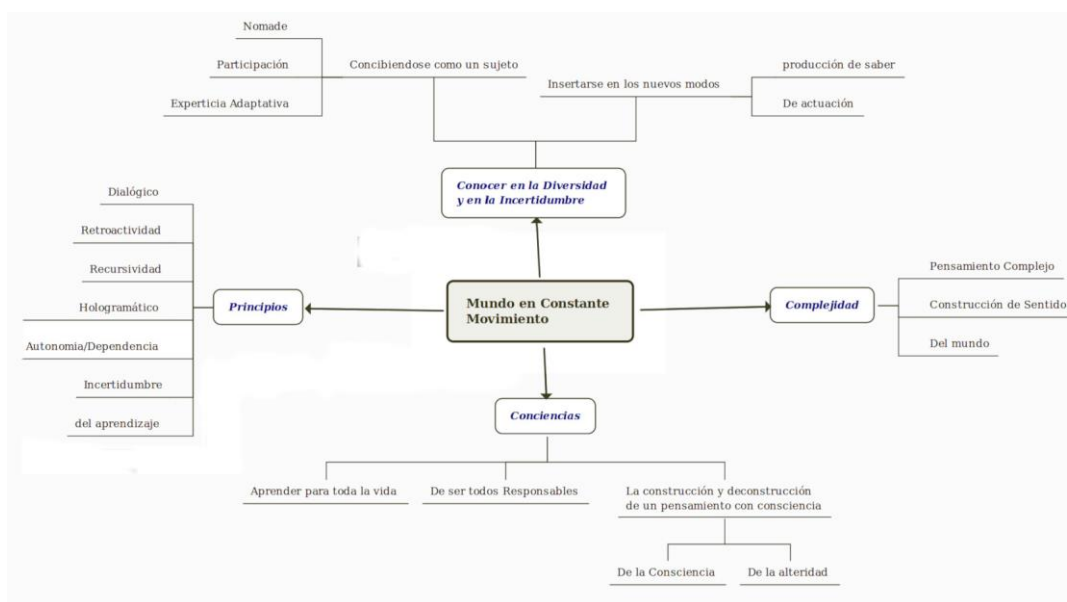 Nomade
Participación
Experticia Adaptativa
Concibiendose como un sujeto
Insertarse en los nuevos modos
producción de saber
De actuación
Conocer en la Diversidad
y en la Incertidumbre
Dialógico
Retroactividad
Recursividad
Hologramático
Autonomia/Dependencia
Incertidumbre
del aprendizaje
Principios
Mundo en Constante
Movimiento
Complejidad
Pensamiento Complejo
Construcción de Sentido
Del mundo
Conciencias
Aprender para toda la vida
De ser todos Responsables
La construcción y deconstrucción
de un pensamiento con consciencia
De la Consciencia
De la alteridad